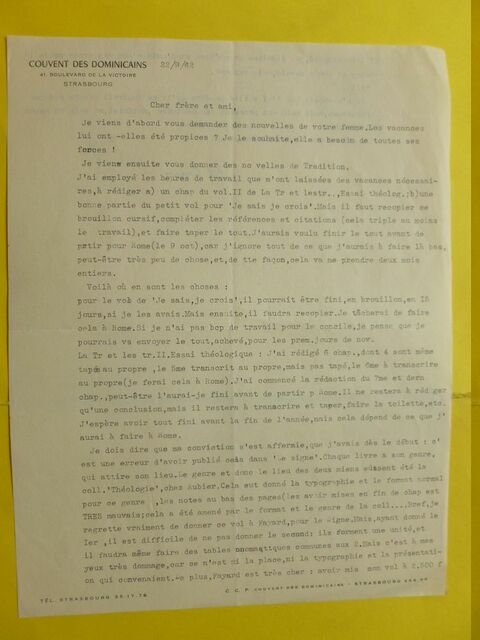 COUVENT DES DOMINICAINS
22/9/62
41, BOULEVARD DE LA VICTOIRE
STRASBOURG
Cher frère et ami,
Je viens d'abord vous demander des nouvelles de votre femme.Les vacances
lui ont -elles été propices ? Je le souhaite,elle a besoin de toutes ses
forces !
Je viens ensuite vous donner des no velles de Tradition.
J'ai employé les heures de travail que m'ont laissées des vacances nécessai-
res,à rédiger a) un chap du vol.II de La Tr et lestr..,Essai théolog.;b)une
bonne partie du petit vol pour 'Je sais je crois'.Mais il faut recopier ce
brouillon cursif,compléter les références et citations (cela triple au moins
le travail),et faire taper le tout.J'aurais voulu finir le tout avant de
partir pour Rome(le 9 oct),car j'ignore tout de ce que j'aurais à faire là bas,
peut-être très peu de chose,et,de tte façon,cela va me prendre deux mois
entiers.
Voilà où en sont les choses :
pour le vol de 'Je sais,je crois',il pourrait être fini,en brouillon,en 15
jours,ni je les avais.Mais ensuite,il faudra recopier.Je tâcherai de faire
cela à Rome.Si je n'ai pas bcp de travail pour le concile,je pense que je
pourrais va envoyer le tout,achevé,pour les prem.jours de nov.
La Tr et les tr.II.Essai théologique : J'ai rédigé 6 chap.,dont 4 sont même
tapés au propre ,le 5me transcrit au propre,mais pas tapé,le 6me à transcrire
au propre(je ferai cela à Rome).J'ai commencé la rédaction du 7me et dern
chap.,peut-être l'aurai-je fini avant de partir Rome.Il ne restera à rédiger
qu'une conclusion,mais il restera à transcrire et taper,faire la toilette,etc.
J'espère avoir tout fini avant la fin de l'année,mais cela dépend de ce que j'
aurai à faire à Rome.
Je dois dire que ma conviction s'est affermie,que j'avais dès le début : c'
est une erreur d'avoir publié cela dans 'Le signe'.Chaque livre a son genre,
qui attire son lieu.Le genre et donc le lieu des deux miens eussent été la
coll.'Théologie',chez Aubier.Cela eut donné la typographie et le format normal
pour ce genre , les notes au bas des pages(les avoir mises en fin de chap est
TRES mauvais;cela a été amené par le format et le genre de la coll....Bref,je
regrette vraiment de donner ce vol à Fayard,pour le Signe.Mais,ayant donné le
Ier ,il est difficile de ne pas donner le second: ils forment une unité,et
il faudra même faire des tables onomastiques communes aux 2.Mais c'est à mes
yeux très dommage,car ce n'est ni la place,ni la typographie et la présentati-
on qui convenaient.De plus,Fayard est très cher : avoir mis mon vol à 2.500 f
TÉL. STRASBOURG 35.17.76
C. C. P. COUVENT DES DOMINICAINS - STRASBOURG